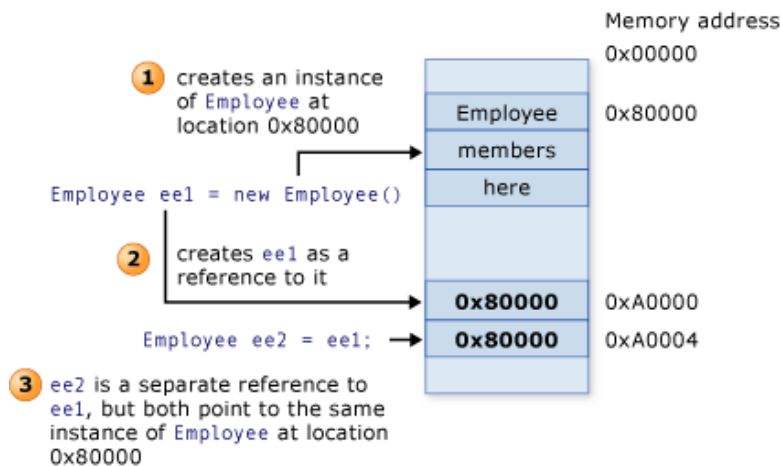 Memory address
0x00000
1 creates an instance
of Employee at
location 0x80000
Employee 0x80000
members
here
Employee ee1 = new Employee()
2 creates ee1 as a
reference to it
0x80000 0xA0000
Employee ee2 = ee1; 0x80000 0xA0004
3 ee2 is a separate reference to
ee1, but both point to the same
instance of Employee at location
0x80000